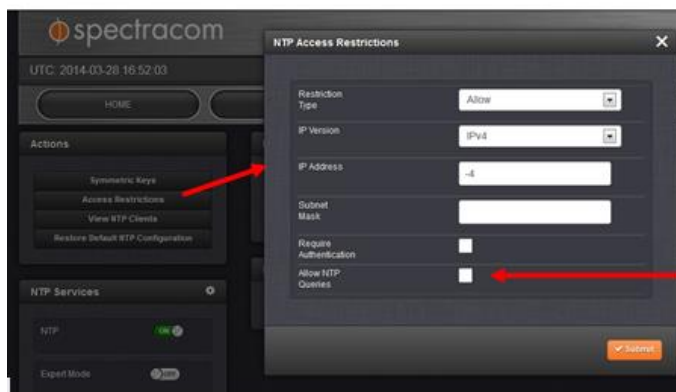 spectracom
UTC 2014-03-28 16:52:03
HOME
Actions
Symmetric Keys
Access Restrictions
View NTP Clients
Restore Default NTP Configuration
NTP Services
NTP
ON
Expert Mode
OFF
NTP Access Restrictions
Restriction
Type
Allow
IP Version
IPv4
IP Address
-4
Subnet
Mask
Require
Authentication
Allow NTP
Queries
Submit